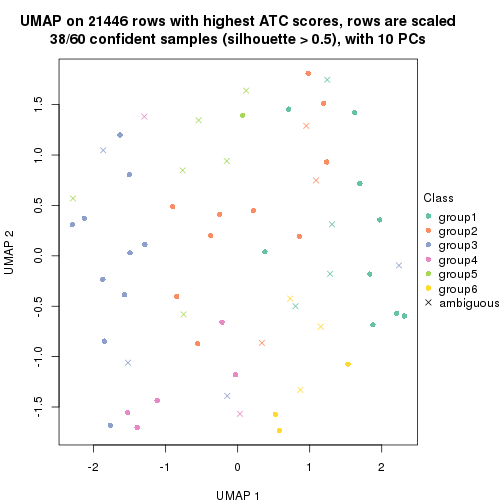 UMAP on 21446 rows with highest ATC scores, rows are scaled
38/60 confident samples (silhouette > 0.5), with 10 PCs
1.5
1.0
0.5
0.0
-0.5
-1.0
-1.5
UMAP 2
-2
-1
0
1
2
UMAP 1
Class
group1
group2
group3
group4
group5
group6
ambiguous